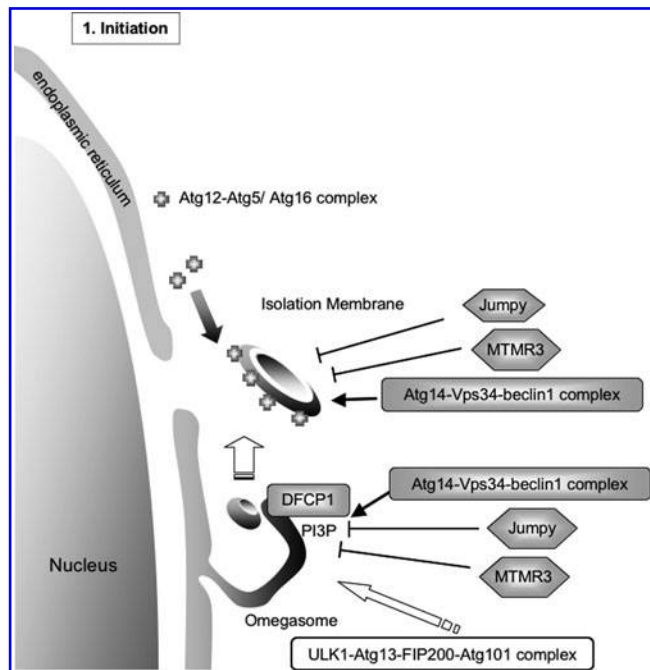 1. Initiation
endoplasmic reticulum
Atg12-Atg5/ Atg16 complex
Isolation Membrane
Jumpy
MTMR3
Atg14-Vps34-beclin1 complex
Atg14-Vps34-beclin1 complex
DFCP1
PI3P
Jumpy
Nucleus
MTMR3
Omegasome
ULK1-Atg13-FIP200-Atg101 complex